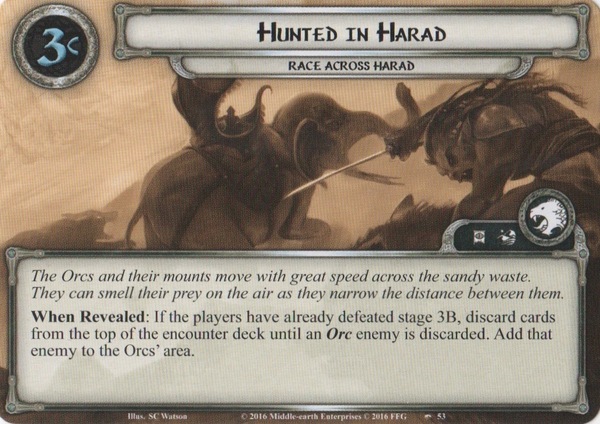 3C
HUNTED IN HARAD
RACE ACROSS HARAD
The Orcs and their mounts move with great speed across the sandy waste.
They can smell their prey on the air as they narrow the distance between them.
When Revealed: If the players have already defeated stage 3B, discard cards
from the top of the encounter deck until an Orc enemy is discarded. Add that
enemy to the Orcs' area.
Illus. SC Watson © 2016 Middle-earth Enterprises © 2016 FFG 53